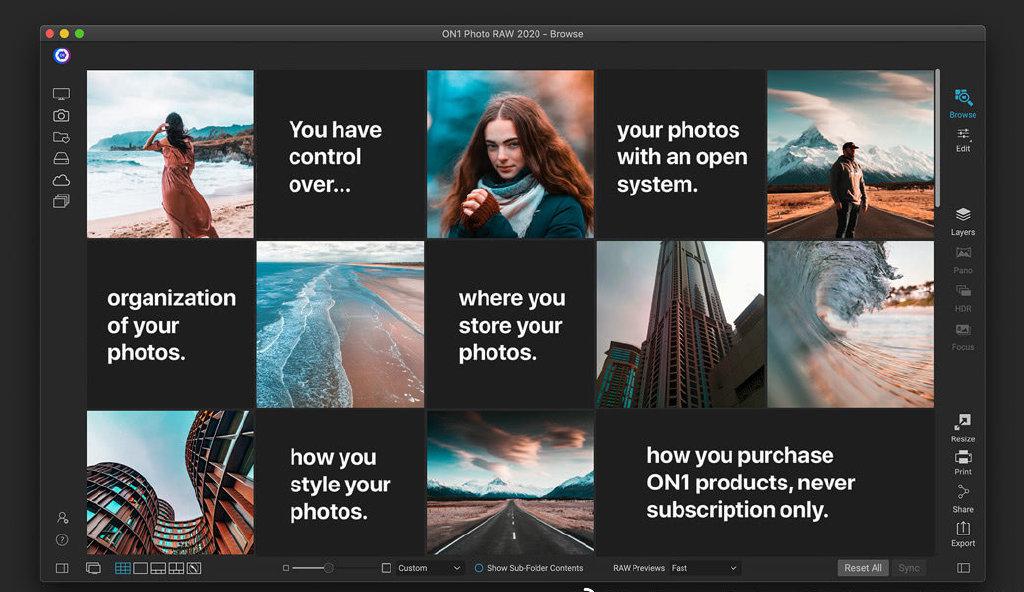 ON1 Photo RAW 2020 - Browse
You have
control
over...
your photos
with an open
system.
organization
of your
photos.
where you
store your
photos.
how you
style your
photos.
how you purchase
ON1 products, never
subscription only.
Browse
Edit
Layers
Pano
HDR
Focus
Resize
Print
Share
Export
?
Custom
Show Sub-Folder Contents
RAW Previews
Fast
Reset All
Sync